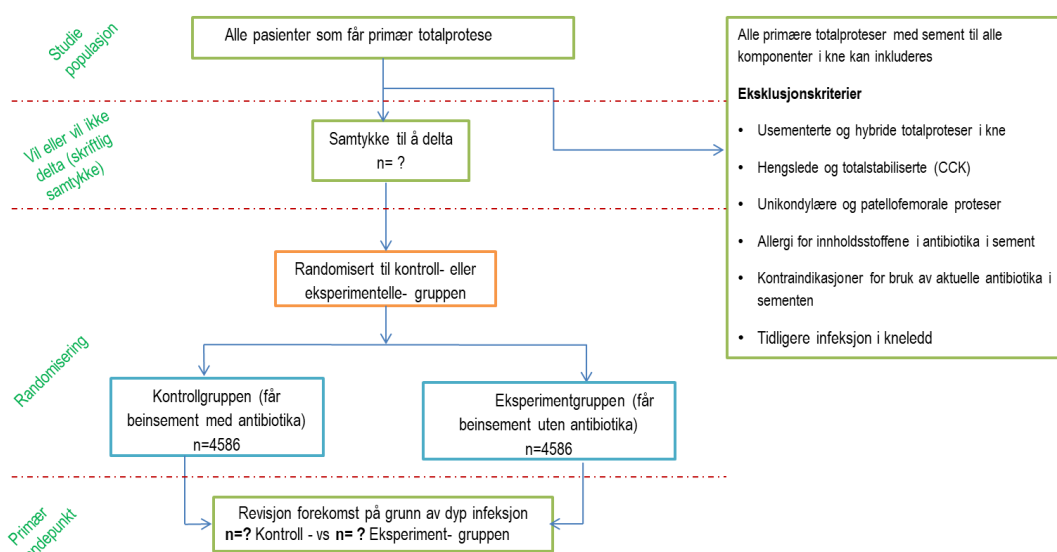 Studie
populasjon
Alle pasienter som får primær totalprotese
Alle primære totalproteser med sement til alle
komponenter i kne kan inkluderes
Eksklusjonskriterier
• Usementerte og hybride totalproteser i kne
• Hengslede og totalstabiliserte (CCK)
• Unikondylære og patellofemorale proteser
• Allergi for innholdsstoffene i antibiotika i sement
• Kontraindikasjoner for bruk av aktuelle antibiotika i
sementen
• Tidligere infeksjon i kneledd
Vil eller vil ikke
delta (skriftlig
samtykke)
Samtykke til å delta
n= ?
Randomisering
Randomisert til kontroll- eller
eksperimentelle- gruppen
Kontrollgruppen (får
beinsement med antibiotika)
n=4586
Eksperimentgruppen (får
beinsement uten antibiotika)
n=4586
Primær
endepunkt
Revisjon forekomst på grunn av dyp infeksjon
n=? Kontroll - vs n= ? Eksperiment- gruppen